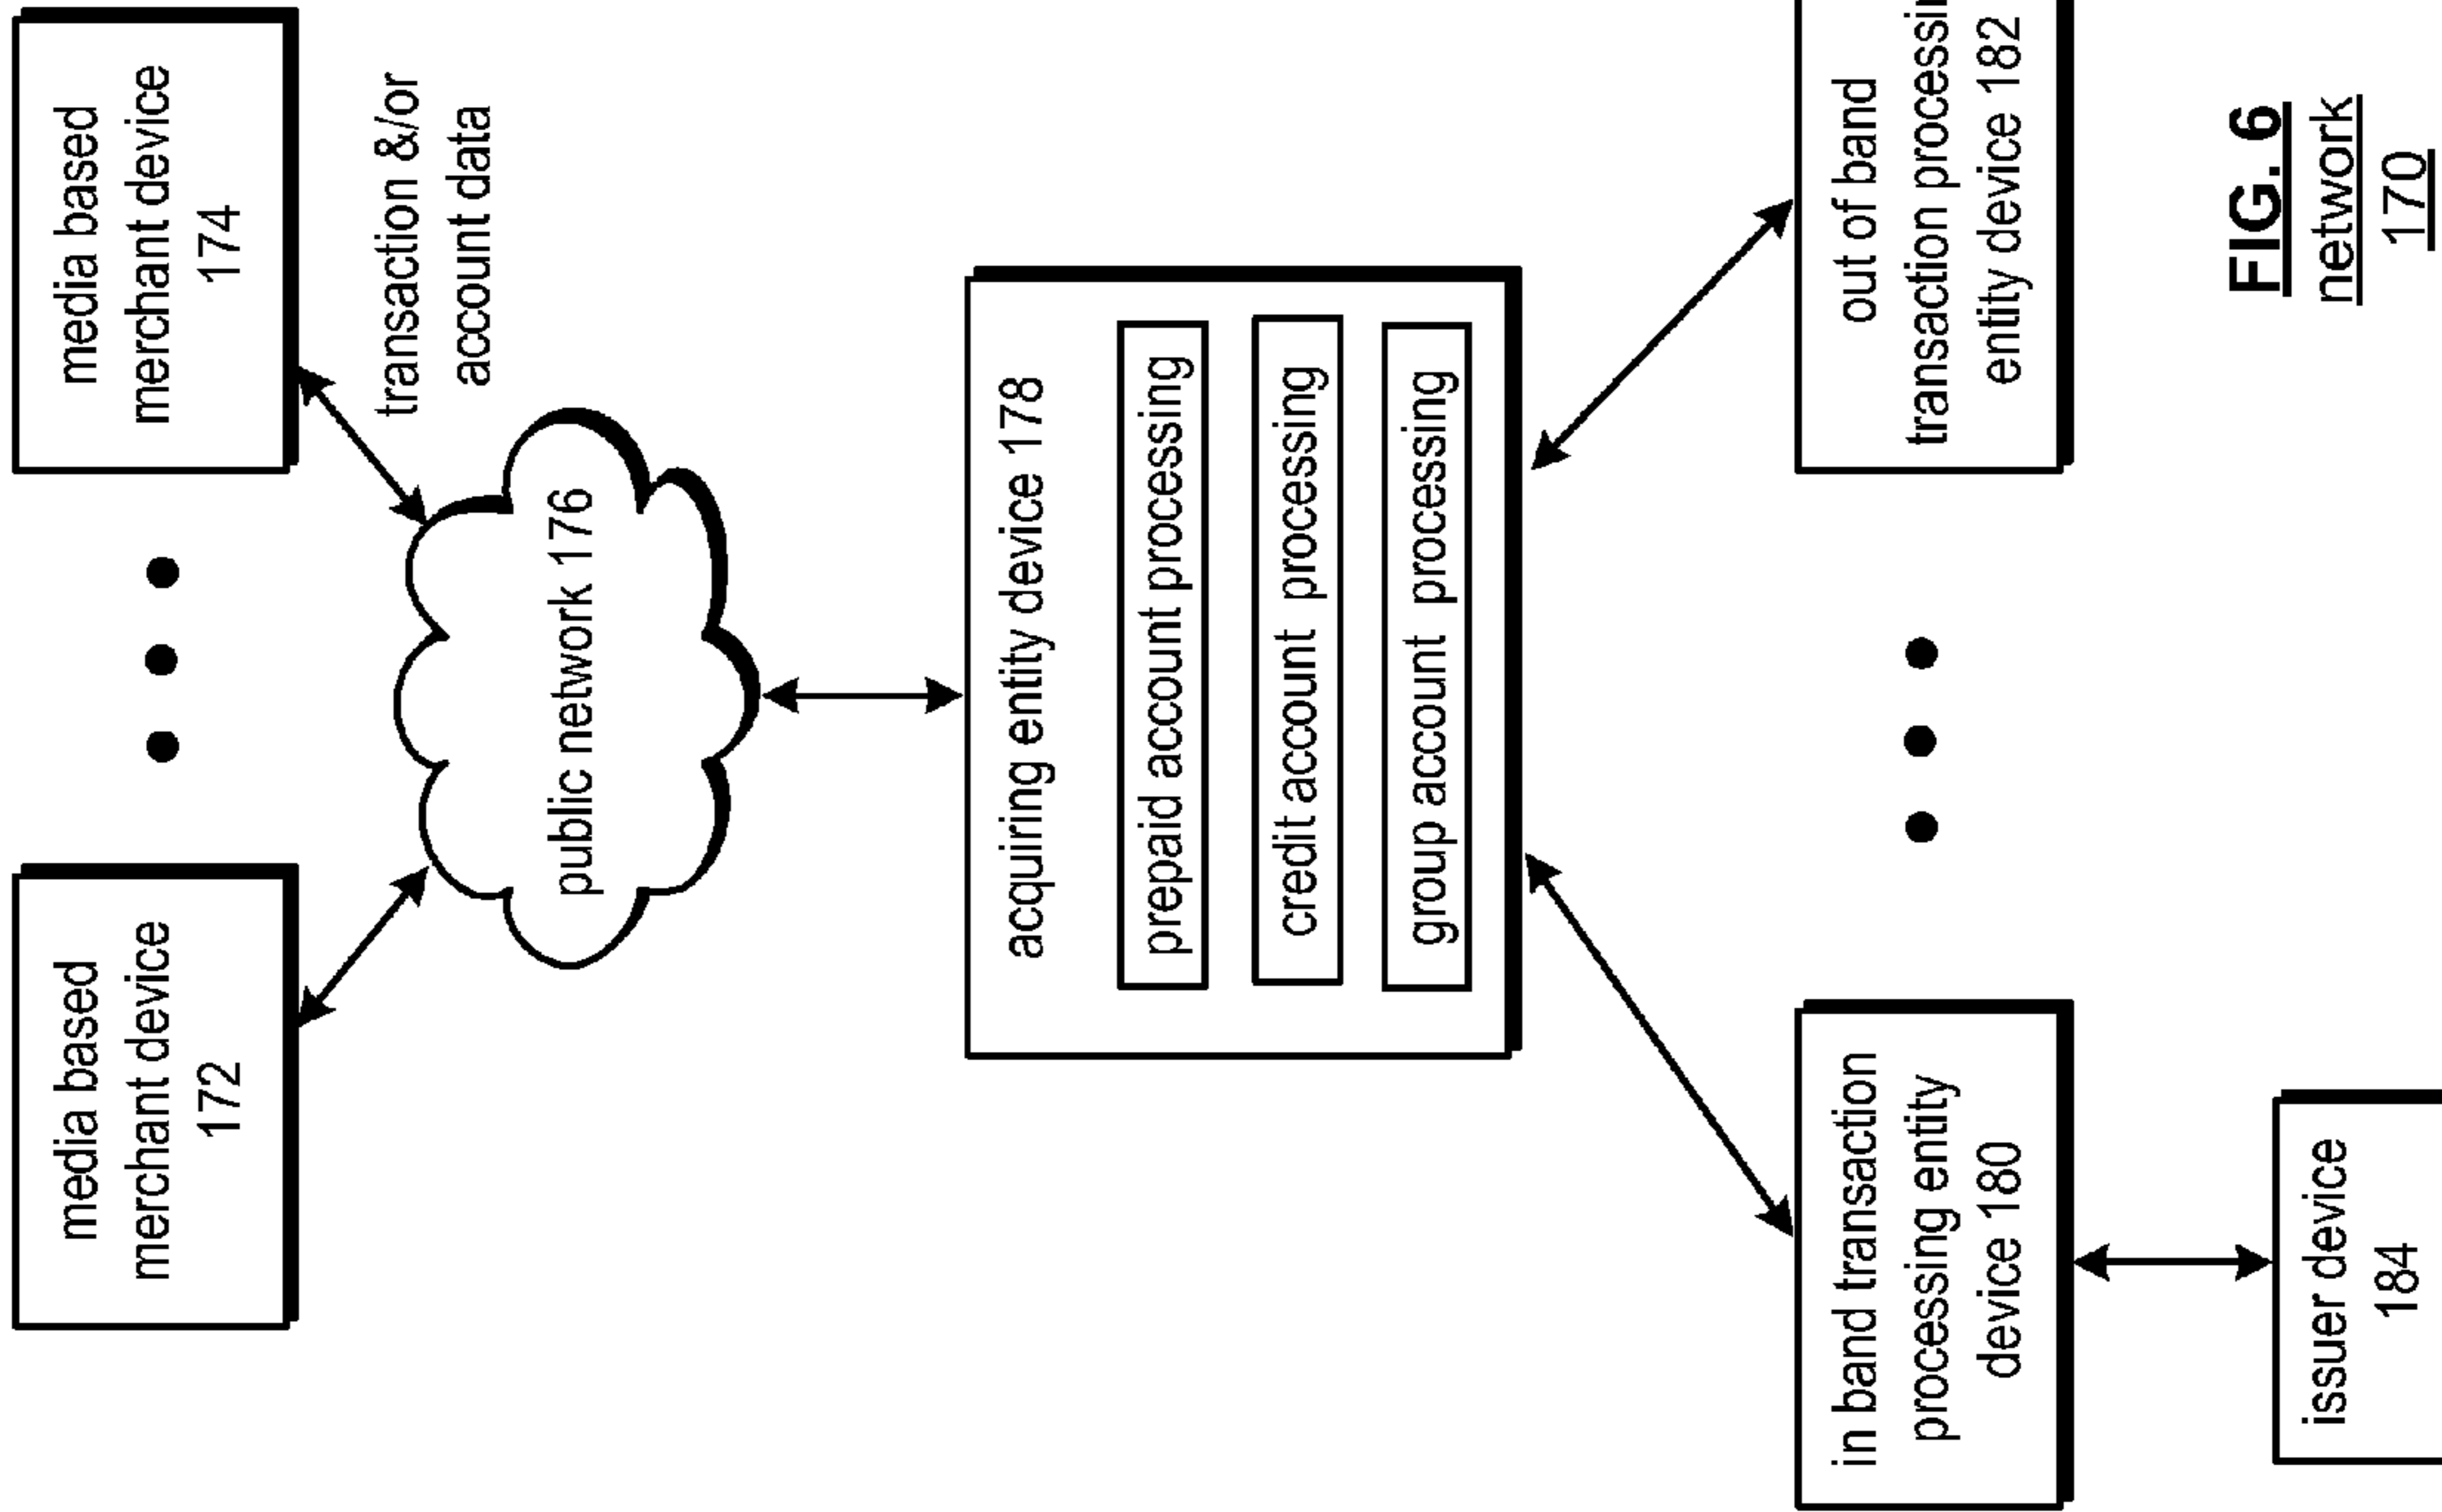 media based
merchant device
172
media based
merchant device
174
transaction &/or
account data
public network 176
acquiring entity device 178
prepaid account processing
credit account processing
group account processing
in band transaction
processing entity
device 180
out of band
transaction processin
entity device 182
issuer device
184
FIG. 6
network
170